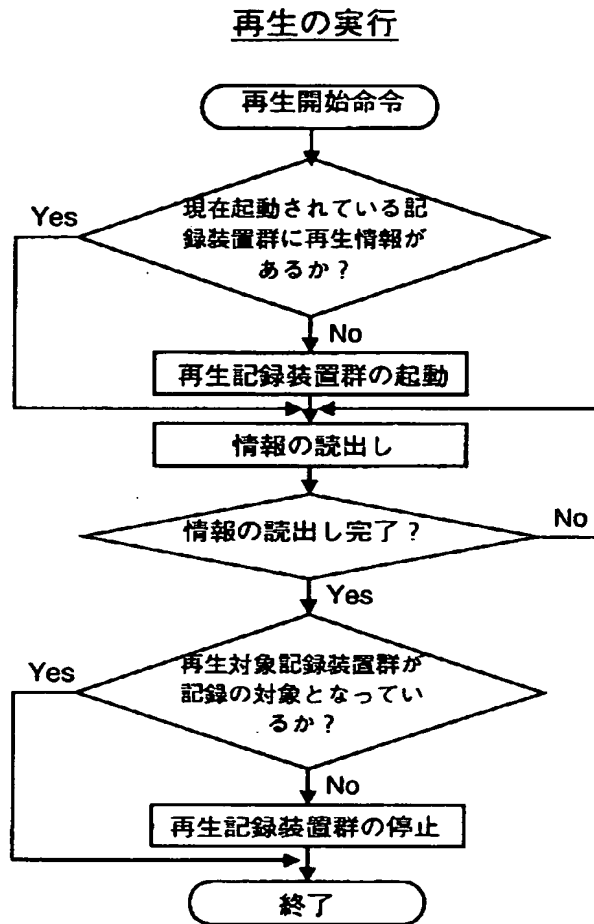 再生の実行
再生開始命令
Yes
現在起動されている記
録装置群に再生情報が
あるか？
No
再生記録装置群の起動
情報の読出し
情報の読出し完了？
No
Yes
Yes
再生対象記録装置群が
記録の対象となってい
るか？
No
再生記録装置群の停止
終了